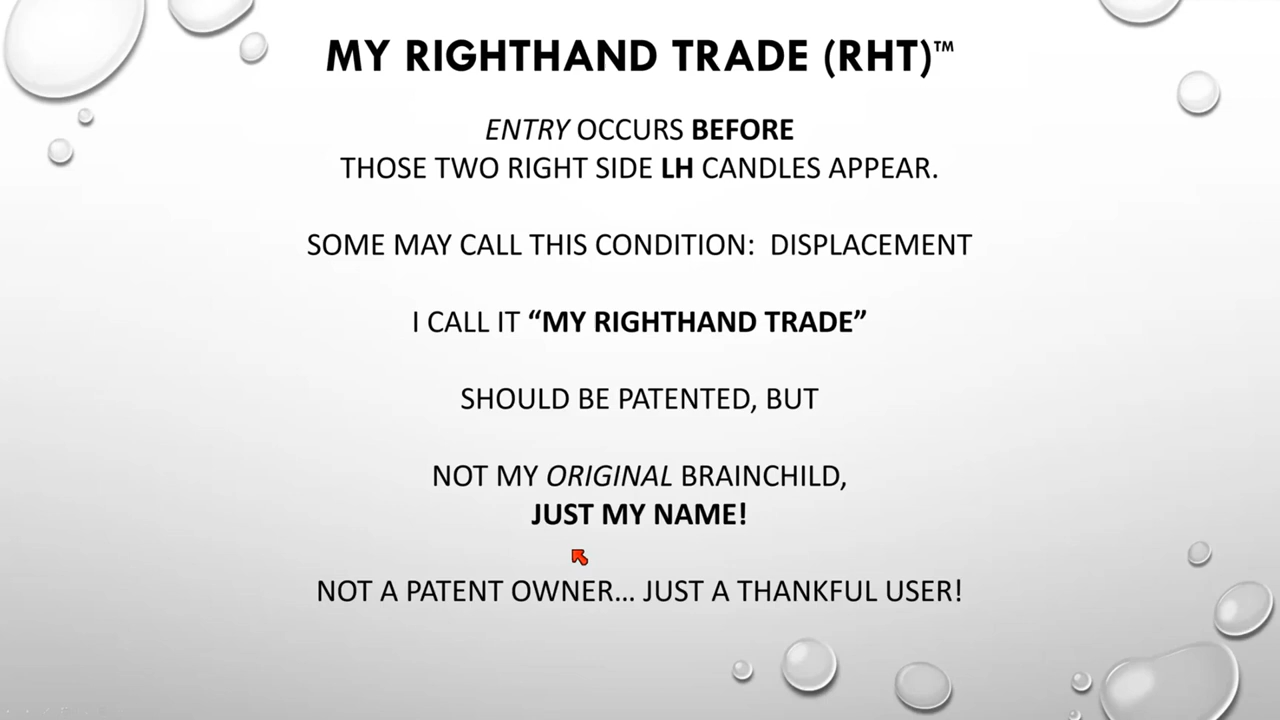 MY RIGHTHAND TRADE (RHT)™
ENTRY OCCURS BEFORE
THOSE TWO RIGHT SIDE LH CANDLES APPEAR.
SOME MAY CALL THIS CONDITION: DISPLACEMENT
I CALL IT “MY RIGHTHAND TRADE”
SHOULD BE PATENTED, BUT
NOT MY ORIGINAL BRAINCHILD,
JUST MY NAME!
NOT A PATENT OWNER... JUST A THANKFUL USER!